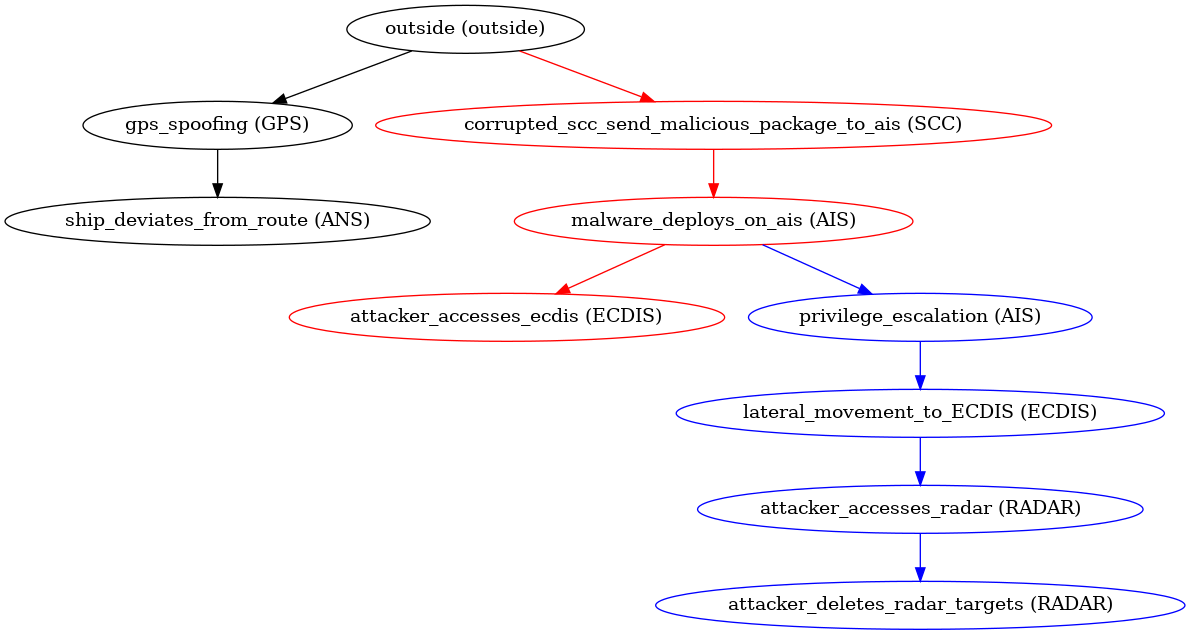 outside (outside)
gps_spoofing (GPS)
corrupted_scc_send_malicious_package_to_ais (SCC)
ship_deviates_from_route (ANS)
malware_deploys_on_ais (AIS)
attacker_accesses_ecdis (ECDIS)
privilege_escalation (AIS)
lateral_movement_to_ECDIS (ECDIS)
attacker_accesses_radar (RADAR)
attacker_deletes_radar_targets (RADAR)